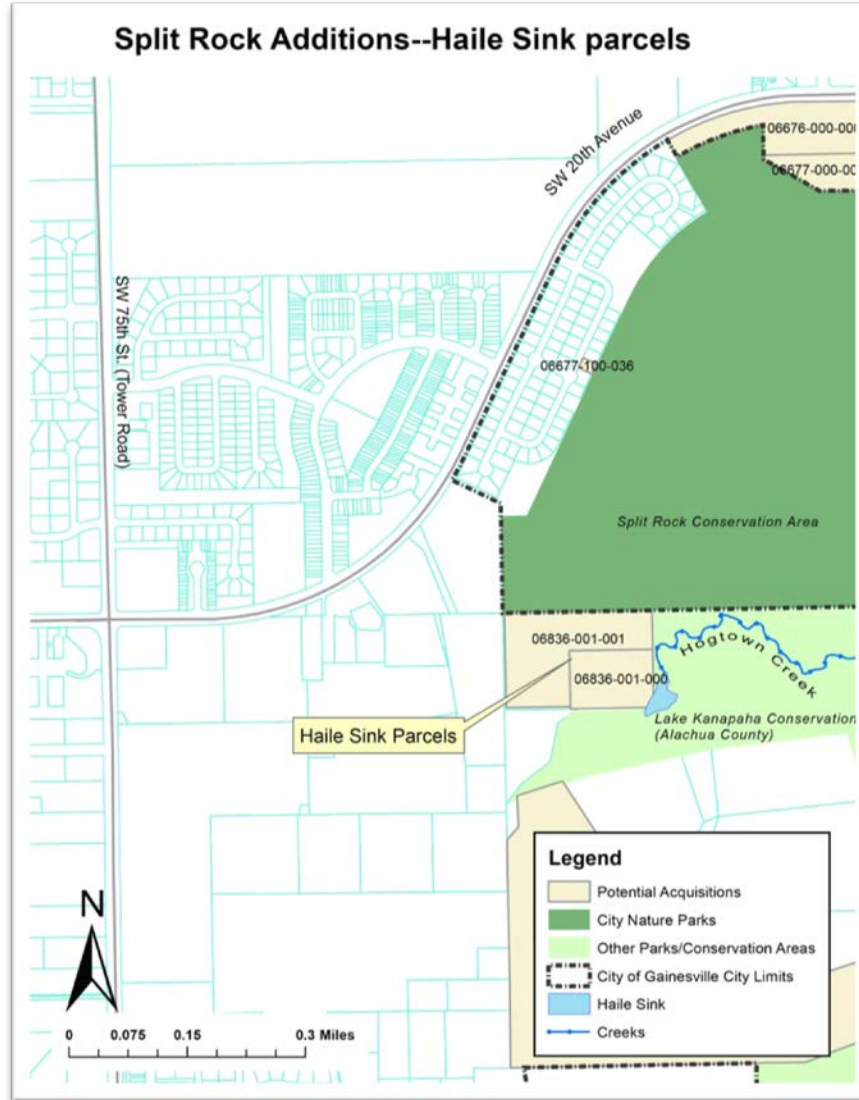 Split Rock Additions--Haile Sink parcels
SW 20th Avenue
06676-000-00
06677-000-00
SW 75th St. (Tower Road)
06677-100-036
Split Rock Conservation Area
06836-001-001
Hogtown Creek
06836-001-000
Haile Sink Parcels
Lake Kanapaha Conservation
(Alachua County)
Legend
Potential Acquisitions
City Nature Parks
Other Parks/Conservation Areas
City of Gainesville City Limits
Haile Sink
Creeks
N
0 0.075 0.15 0.3 Miles